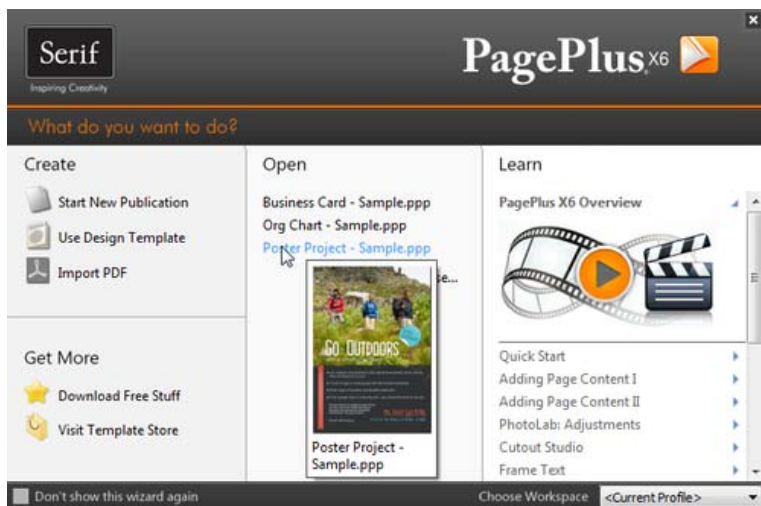 Serif
Inspiring Creativity
PagePlus X6
What do you want to do?
Create
Start New Publication
Use Design Template
Import PDF
Get More
Download Free Stuff
Visit Template Store
Open
Business Card - Sample.ppp
Org Chart - Sample.ppp
Poster Project - Sample.ppp
se...
Go Outdoors
Poster Project -
Sample.ppp
Learn
PagePlus X6 Overview
Quick Start
Adding Page Content I
Adding Page Content II
PhotoLab: Adjustments
Cutout Studio
Frame Text
Don't show this wizard again
Choose Workspace
<Current Profile>